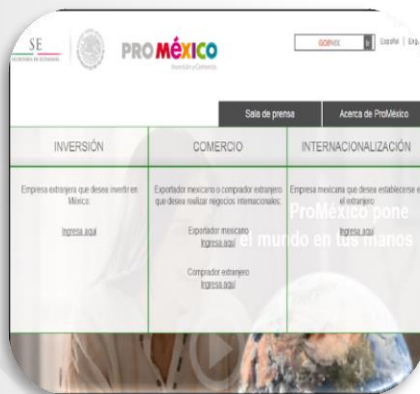 SE
SECRETARÍA DE ECONOMÍA
PRO MÉXICO
Inversión y Comercio
GOBMX
Español | Eng.
Sala de prensa
Acerca de ProMéxico
INVERSIÓN
COMERCIO
INTERNACIONALIZACIÓN
Empresa extranjera que desea invertir en
México:
Ingresa aquí
Exportador mexicano o comprador extranjero
que desea realizar negocios internacionales:
Exportador mexicano
Ingresa aquí
Comprador extranjero
Ingresa aquí
Empresa mexicana que desea establecerse e
el extranjero
Ingresa aquí
ProMéxico pone
el mundo en tus manos